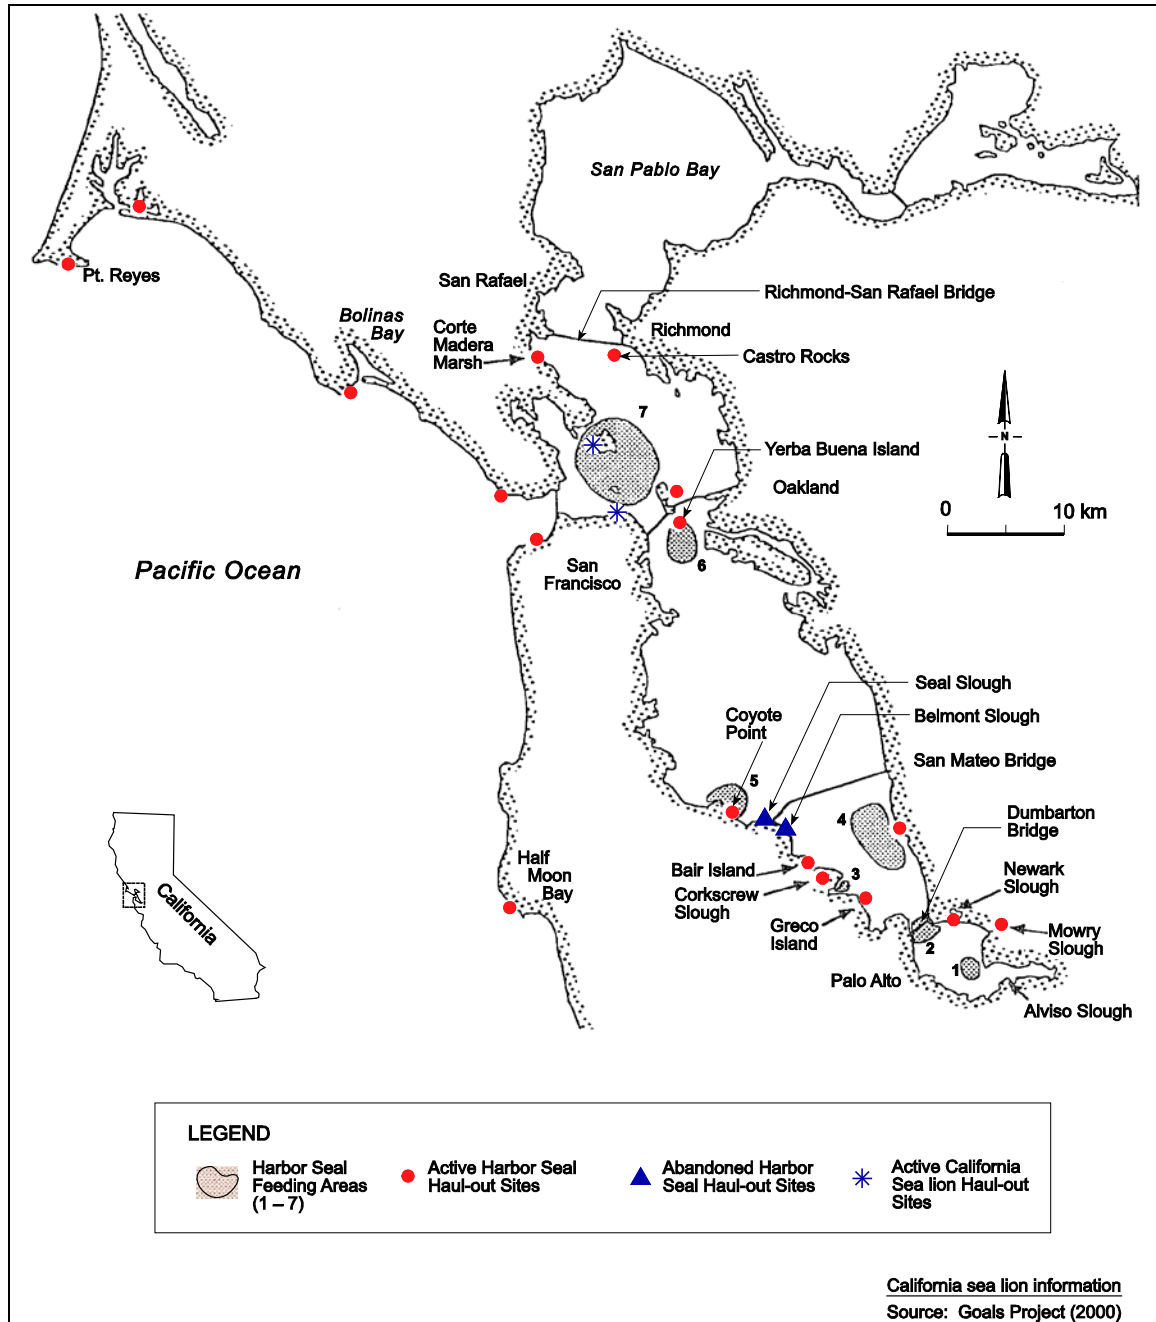 San Pablo Bay
Pt. Reyes
San Rafael
Richmond-San Rafael Bridge
Bolinas
Bay
Corte
Madera
Marsh
Richmond
Castro Rocks
7
N
Yerba Buena Island
Oakland
0
10 km
Pacific Ocean
San
Francisco
6
Seal Slough
Coyote
Point
Belmont Slough
San Mateo Bridge
5
Dumbarton
Bridge
4
Half
Moon
Bay
Bair Island
3
Corkscrew
Slough
Newark
Slough
Greco
Island
2
Mowry
Slough
1
Palo Alto
Alviso Slough
California
LEGEND
Harbor Seal
Feeding Areas
(1 – 7)
Active Harbor Seal
Haul-out Sites
Abandoned Harbor
Seal Haul-out Sites
Active California
Sea lion Haul-out
Sites
California sea lion information
Source: Goals Project (2000)